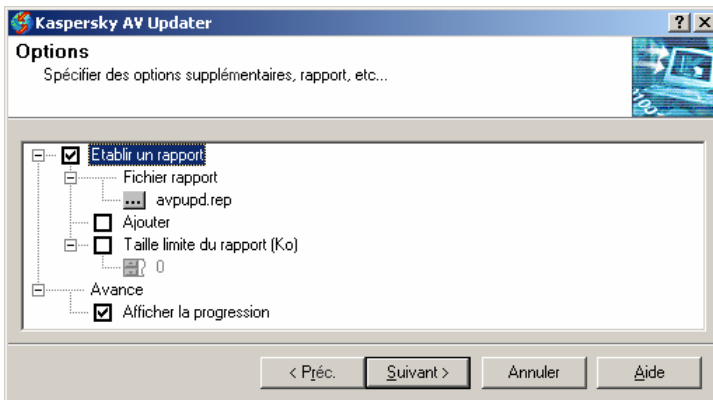 Kaspersky AV Updater
Options
Spécifier des options supplémentaires, rapport, etc...
Etablir un rapport
Fichier rapport
... avpupd.rep
Ajouter
Taille limite du rapport (Ko)
0
Avance
Afficher la progression
< Préc. Suivant > Annuler Aide